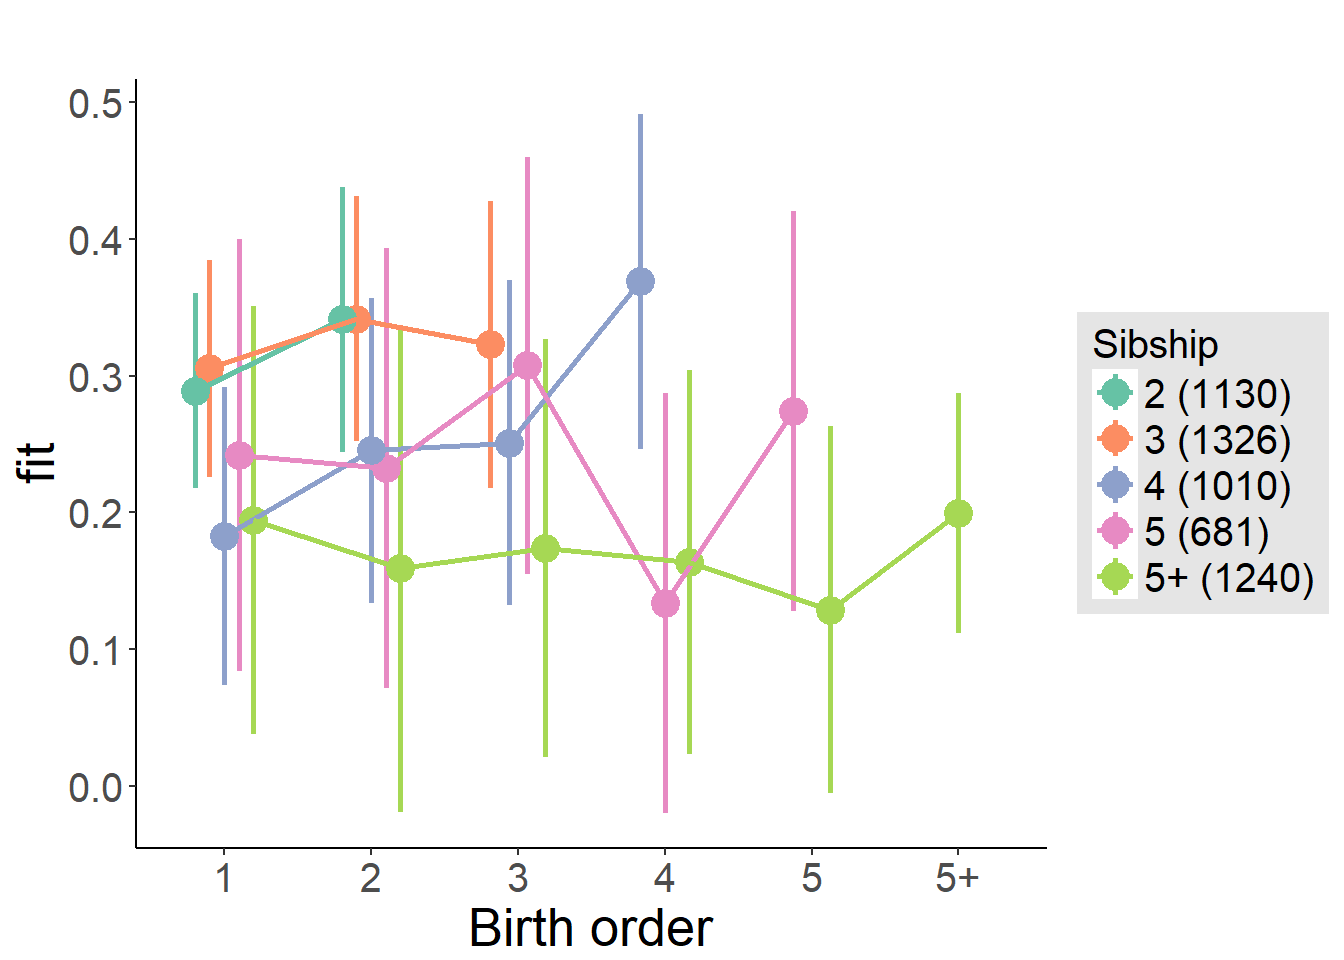 0.5
0.4
0.3
0.2
0.1
0.0
fit
1 2 3 4 5 5+
Birth order
Sibship
2 (1130)
3 (1326)
4 (1010)
5 (681)
5+ (1240)